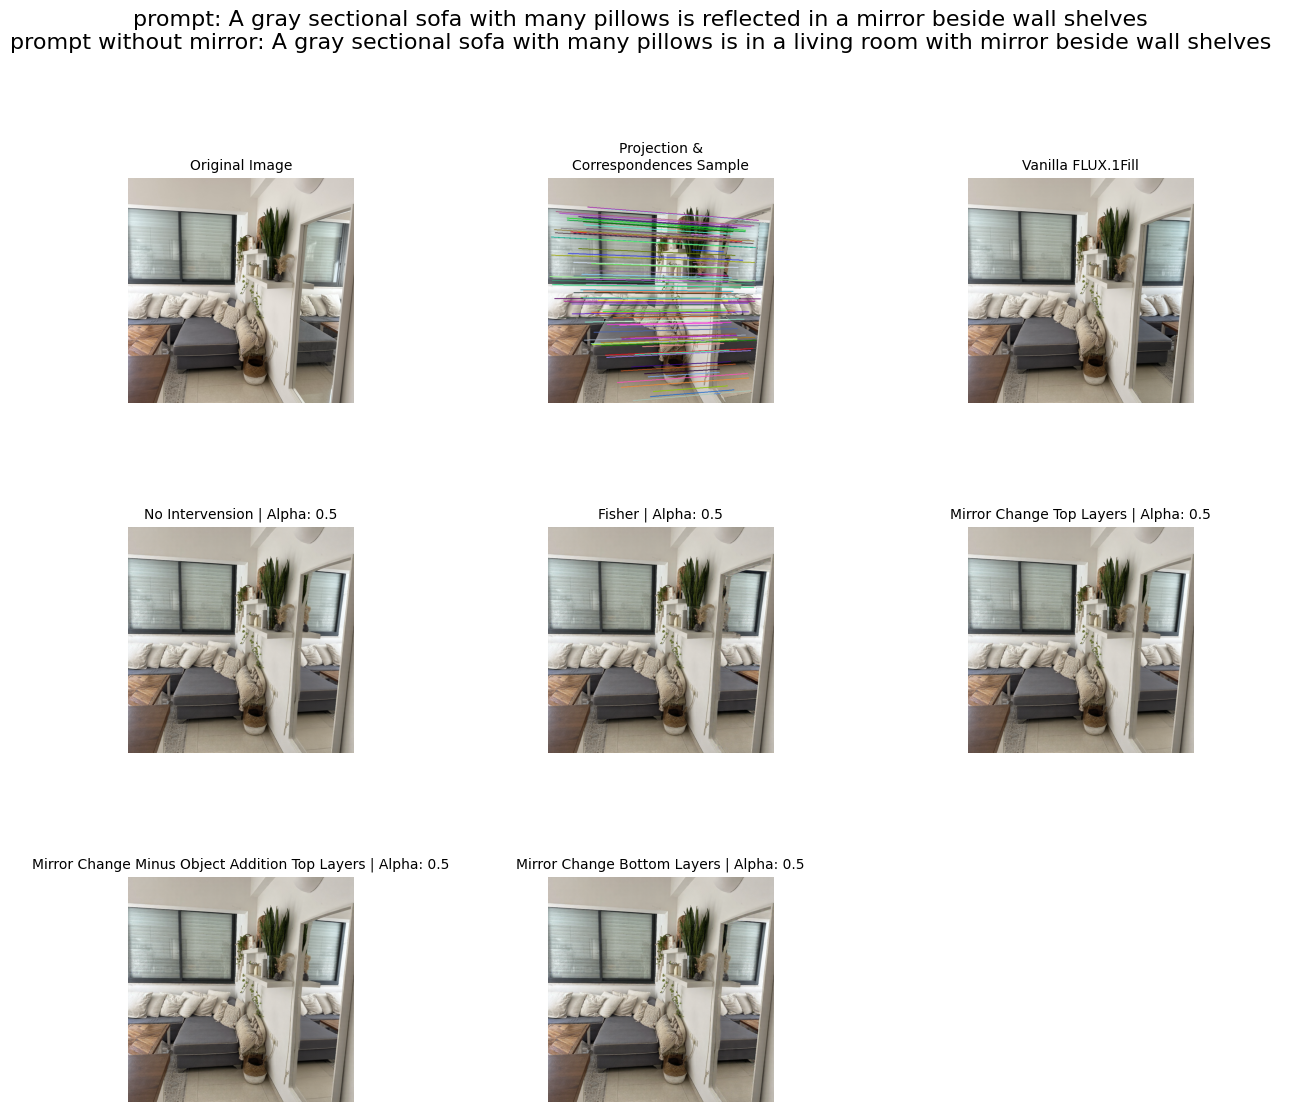 prompt: A gray sectional sofa with many pillows is reflected in a mirror beside wall shelves
prompt without mirror: A gray sectional sofa with many pillows is in a living room with mirror beside wall shelves
Original Image
Projection &
Correspondences Sample
Vanilla FLUX.1Fill
No Intervension | Alpha: 0.5
Fisher | Alpha: 0.5
Mirror Change Top Layers | Alpha: 0.5
Mirror Change Minus Object Addition Top Layers | Alpha: 0.5
Mirror Change Bottom Layers | Alpha: 0.5